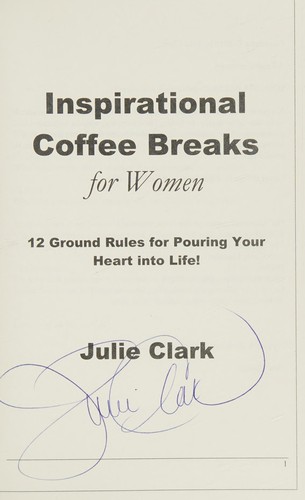 Inspirational
Coffee Breaks
for Women
12 Ground Rules for Pouring Your
Heart into Life!
Julie Clark
Julie Clark
1